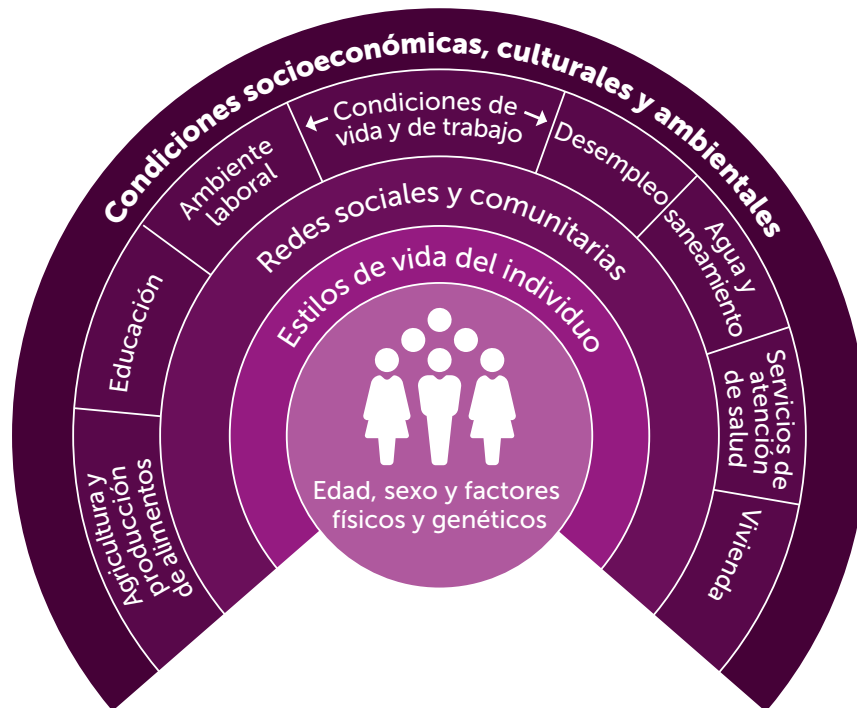 Condiciones socioeconómicas, culturales y ambientales
Condiciones de
vida y de trabajo
Agricultura y
producción
de alimentos
Educación
Ambiente
laboral
Desempleo
Agua y
saneamiento
Servicios de
atención
de salud
Vivienda
Redes sociales y comunitarias
Estilos de vida del individuo
Edad, sexo y factores
físicos y genéticos